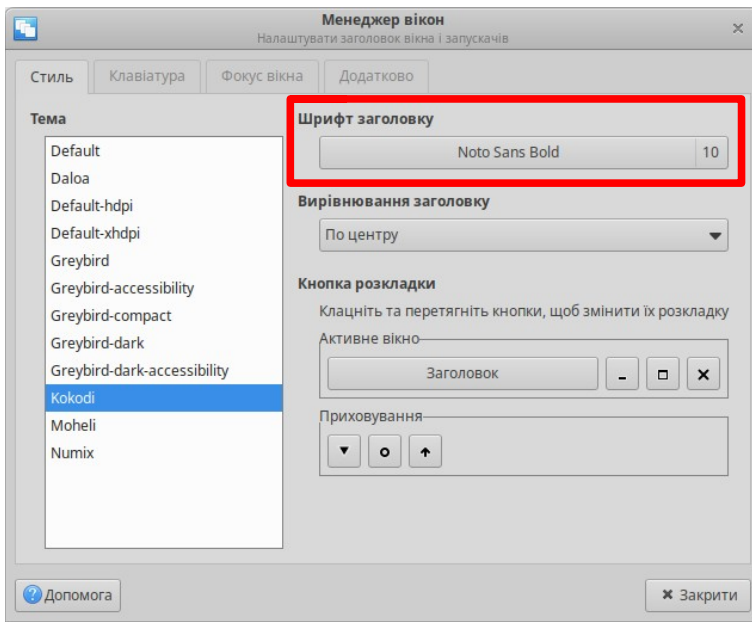 Менеджер вікон
Налаштувати заголовок вікна і запускачів
Стиль
Клавіатура
Фокус вікна
Додатково
Тема
Default
Daloa
Default-hdpi
Default-xhdpi
Greybird
Greybird-accessibility
Greybird-compact
Greybird-dark
Greybird-dark-accessibility
Kokodi
Moheli
Numix
Шрифт заголовку
Noto Sans Bold 10
Вирівнювання заголовку
По центру
Кнопка розкладки
Клацніть та перетягніть кнопки, щоб змінити їх розкладку
Активне вікно
Заголовок
Приховування
Допомога
Закрити